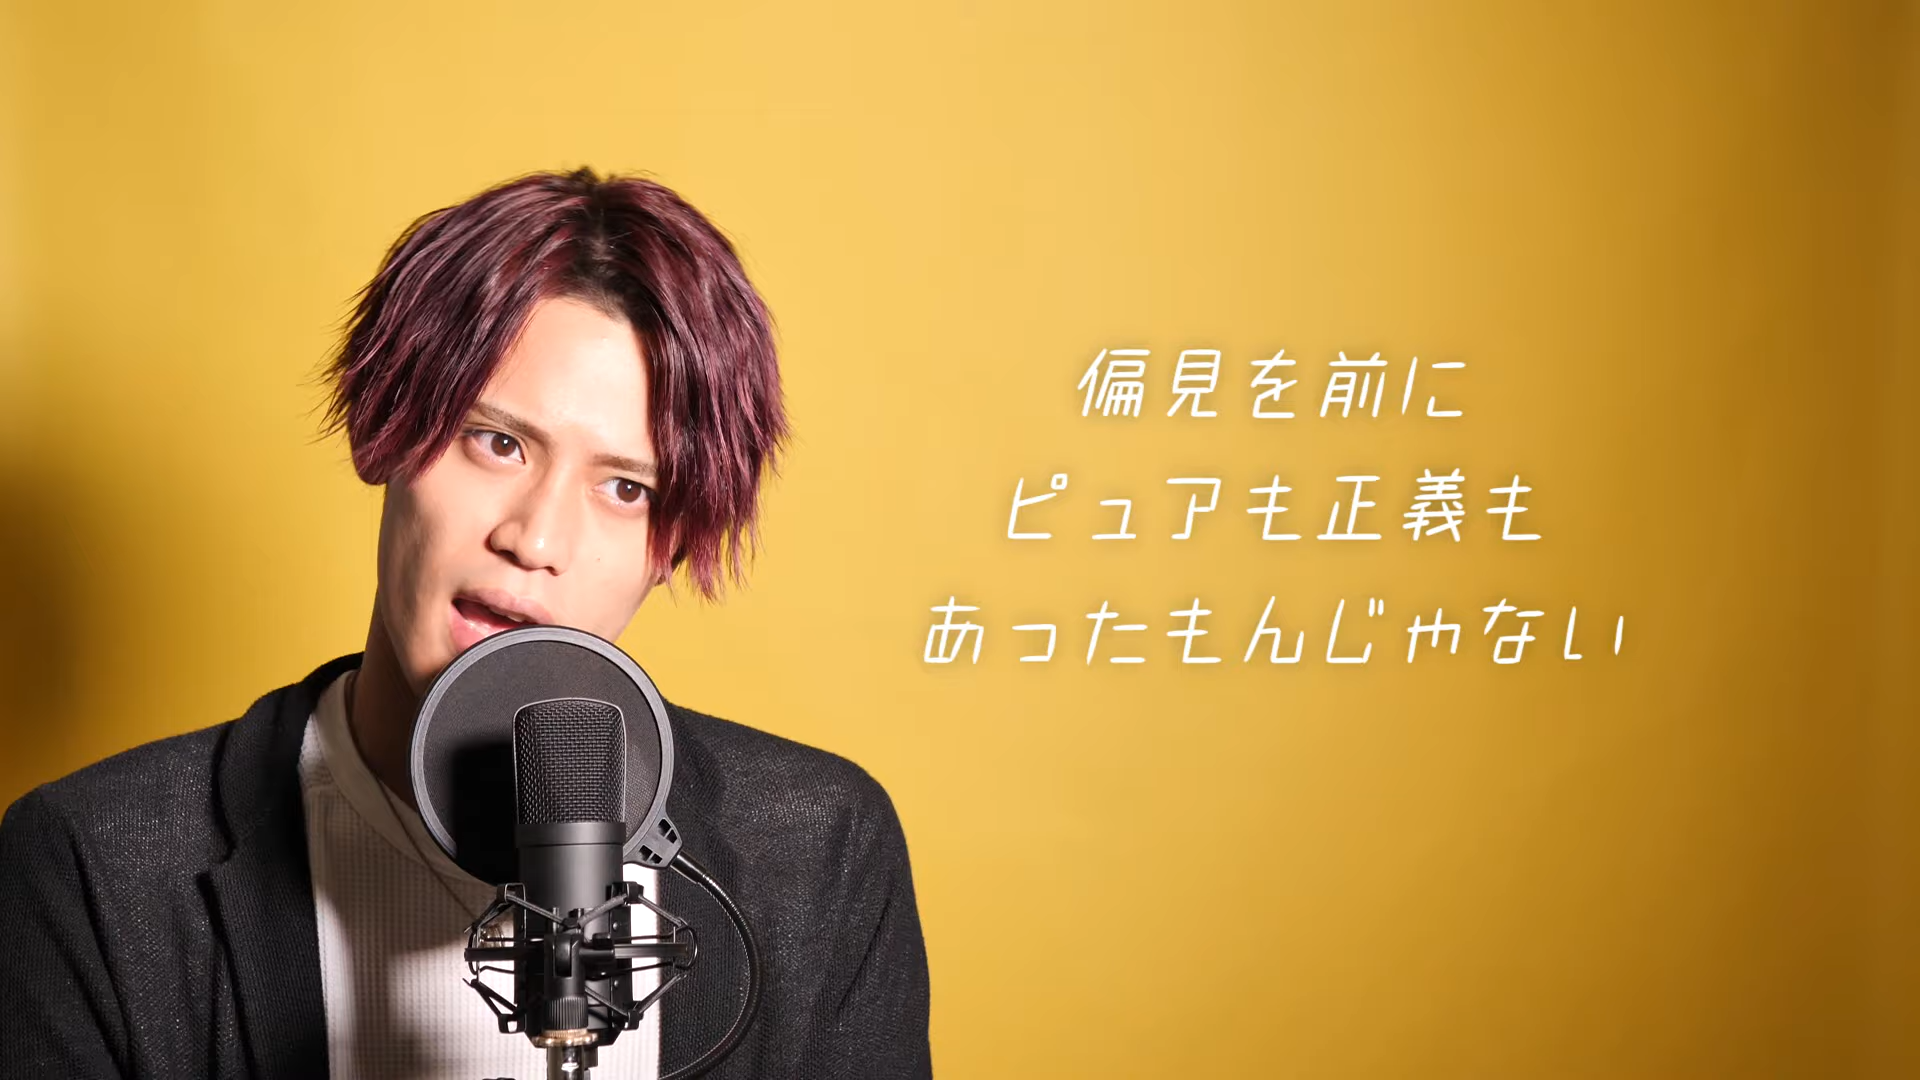 偏見を前に
ピュアも正義も
あったもんじゃない